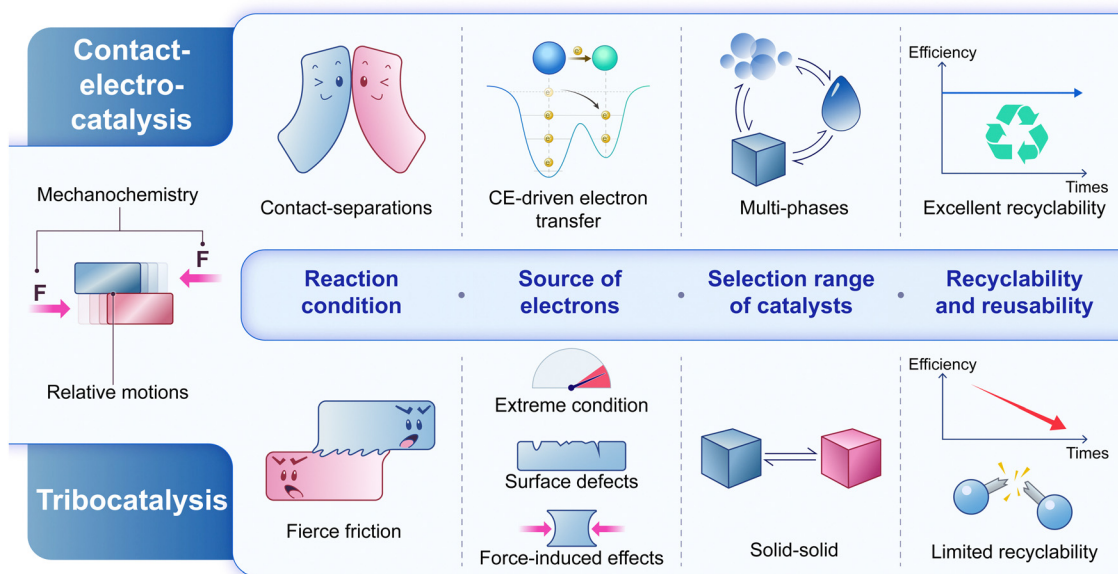 Contact-
electro-
catalysis
Mechanochemistry
F
F
Relative motions
Tribocatalysis
Contact-separations
e
e
e
e
e
e
e
e
CE-driven electron
transfer
Multi-phases
Efficiency
Times
Excellent recyclability
Reaction
condition
•
Source of
electrons
•
Selection range
of catalysts
•
Recyclability
and reusability
Fierce friction
Extreme condition
Surface defects
Force-induced effects
Solid-solid
Efficiency
Times
Limited recyclability